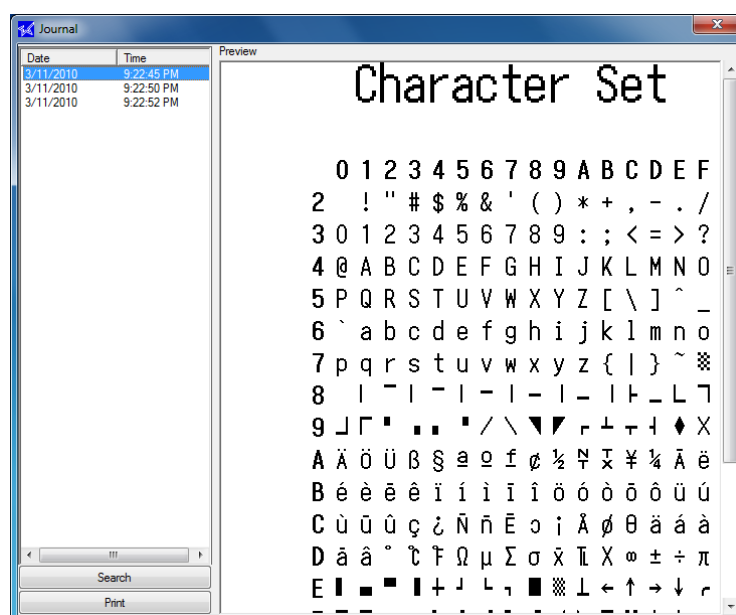 Journal
Date Time
3/11/2010 9:22:45 PM
3/11/2010 9:22:50 PM
3/11/2010 9:22:52 PM
Search
Print
Preview
Character Set
0 1 2 3 4 5 6 7 8 9 A B C D E F
2 ! " # $ % & ' ( ) * + , - . /
3 0 1 2 3 4 5 6 7 8 9 : ; < = > ?
4 @ A B C D E F G H I J K L M N O
5 P Q R S T U V W X Y Z [ \ ] ^ _
6 ` a b c d e f g h i j k l m n o
7 p q r s t u v w x y z { | } ~ ▒
8
9 ┘ ┌ / \ ◥ ◤ ┌ ┴ ┬ ┤ ♦ X
A Ä Ö Ü ß § ª º ¢ ½ ¥ ¼ Ā ë
B é è ē ê ï í ì ī î ö ó ò ō ô ü ú
C ù ū û ç ¿ Ñ ñ Ē ¡ Å ø θ ä á à
D ā â ° Ω μ Σ σ x̄ X ∞ ± ÷ π
E ┼ ┘ └ ┐ ■ ▒ ⊥ ← ↑ → ↓ ┌